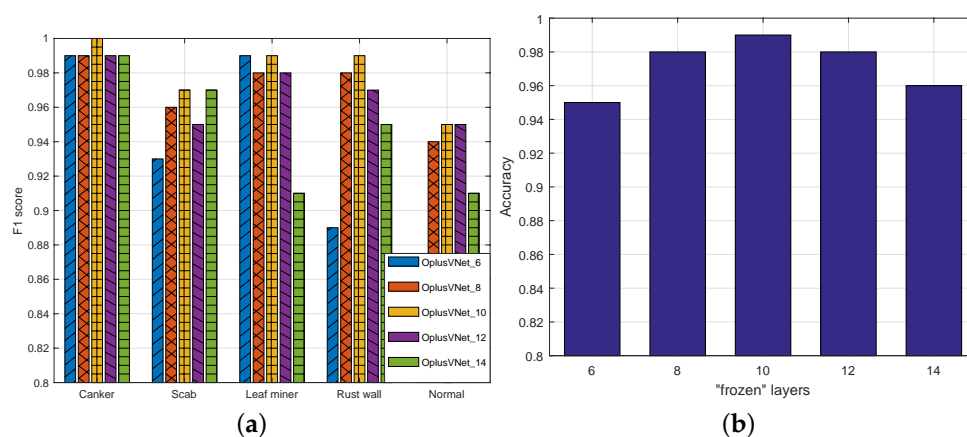 1
0.98
0.96
0.94
0.92
0.9
0.88
0.86
0.84
0.82
0.8
F1 score
Canker
Scab
Leaf miner
Rust wall
Normal
OplusVNet_6
OplusVNet_8
OplusVNet_10
OplusVNet_12
OplusVNet_14
(a)
1
0.98
0.96
0.94
0.92
0.9
0.88
0.86
0.84
0.82
0.8
Accuracy
6
8
10
12
14
"frozen" layers
(b)